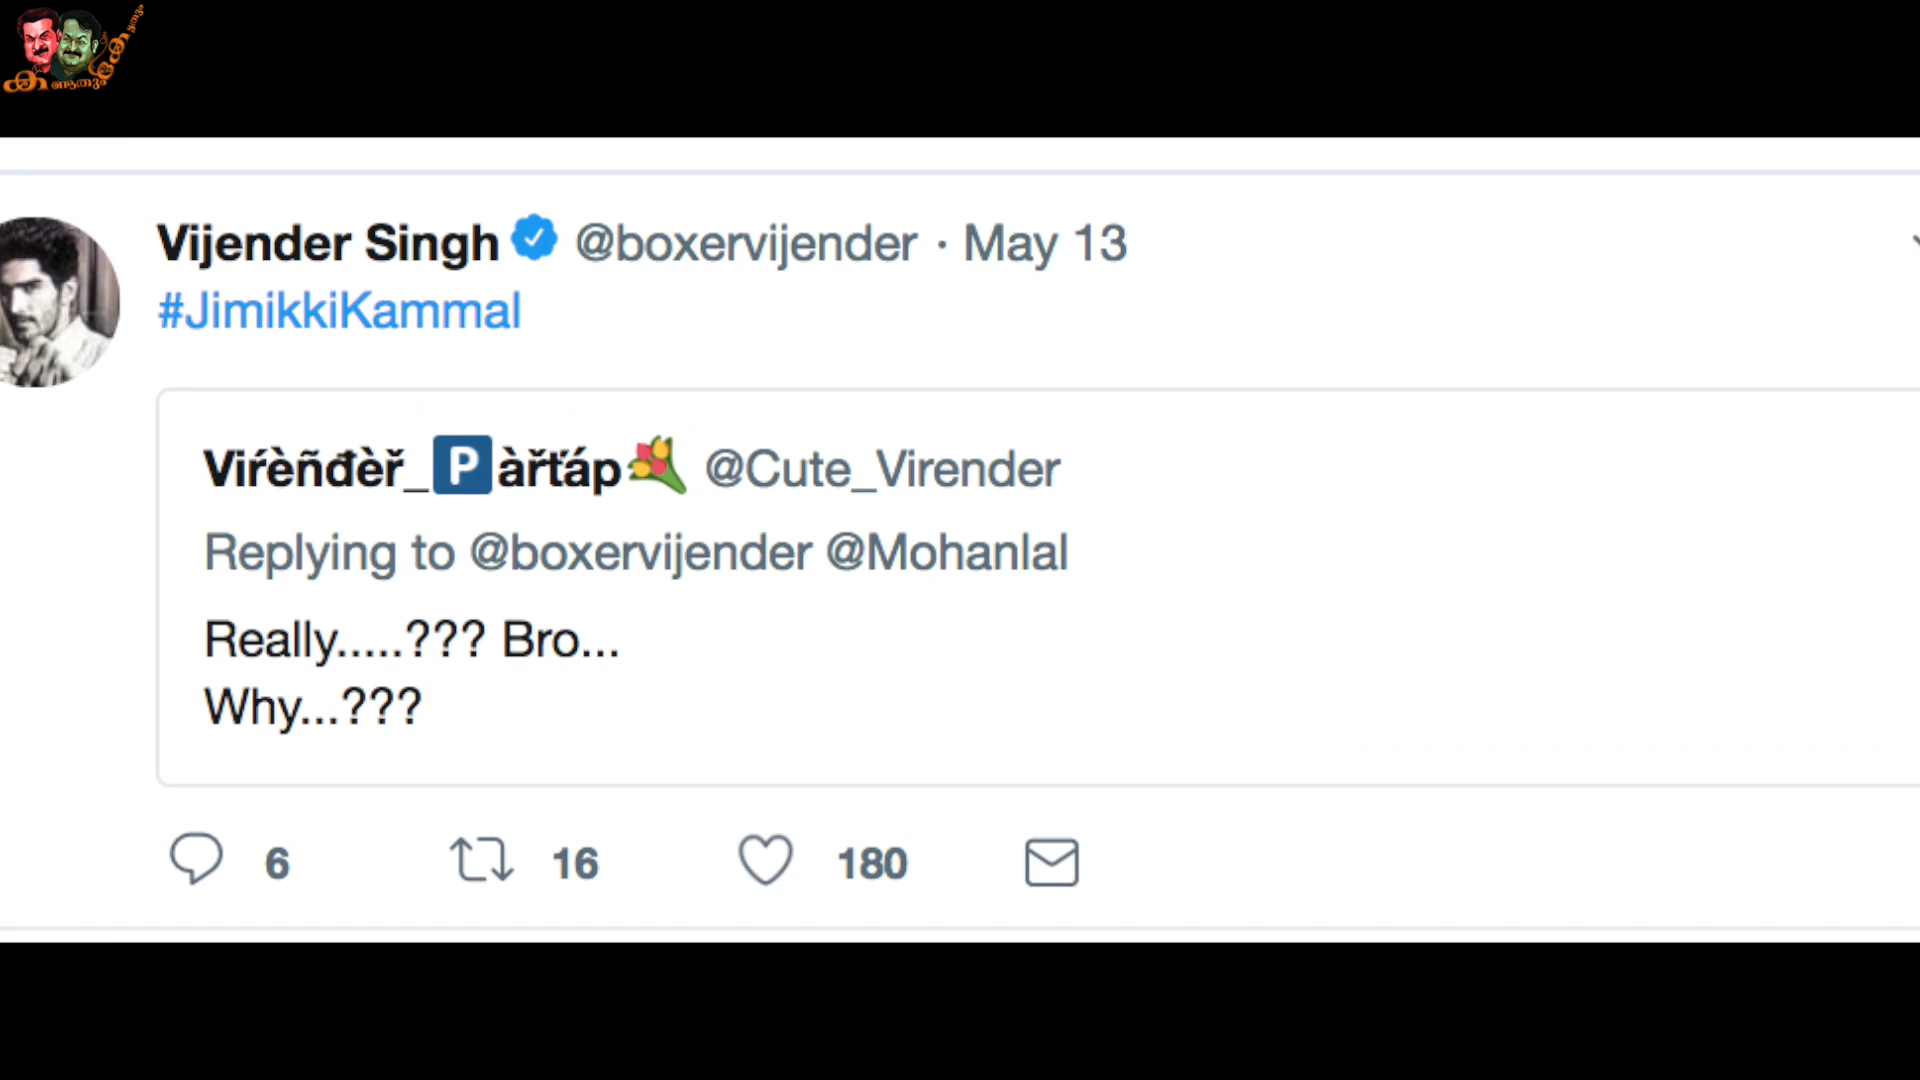 Vijender Singh @boxervijender · May 13
#JimikkiKammal
Viŕèñđèř_🅿àřťáp💐 @Cute_Virender
Replying to @boxervijender @Mohanlal
Really.....??? Bro...
Why...???
6 16 180